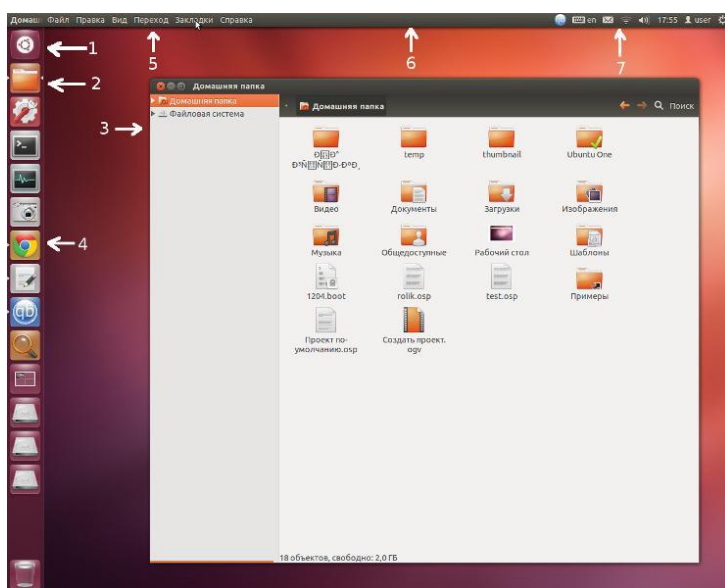 Домаш Файл Правка Вид Переход Закладки Справка en 17:55 user
1
5
6
7
2
Домашняя папка
Домашняя папка
Домашняя папка
Поиск
3
Файловая система
temp
thumbnail
Ubuntu One
Видео
Документы
Загрузки
Изображения
4
Музыка
Общедоступные
Рабочий стол
Шаблоны
1204.boot
rolik.osp
test.osp
Примеры
Проект по-
умолчанию.osp
Создать проект.
ogv
qb
18 объектов, свободно: 2,0 ГБ